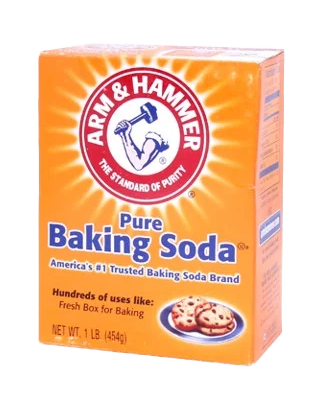 ARM & HAMMER
THE STANDARD OF PURITY
Pure
Baking Soda
America's #1 Trusted Baking Soda Brand
Hundreds of uses like:
Fresh Box for Baking
NET WT. 1 LB. (454g)